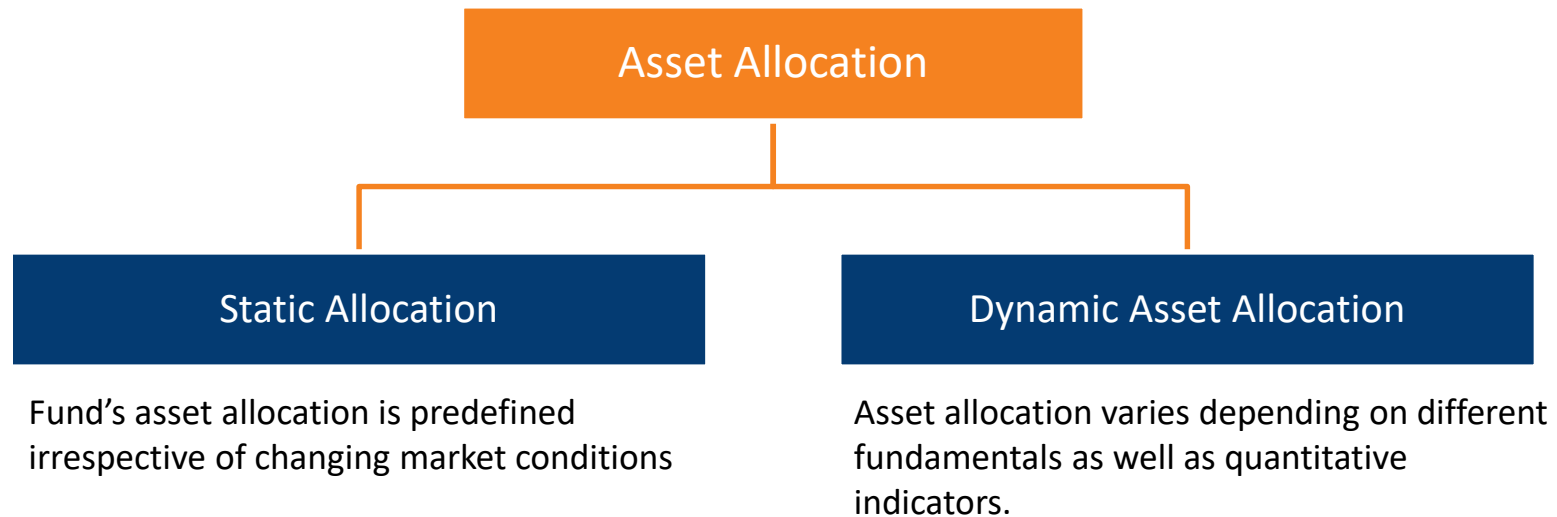 Asset Allocation
Static Allocation
Fund’s asset allocation is predefined
irrespective of changing market conditions
Dynamic Asset Allocation
Asset allocation varies depending on different
fundamentals as well as quantitative
indicators.